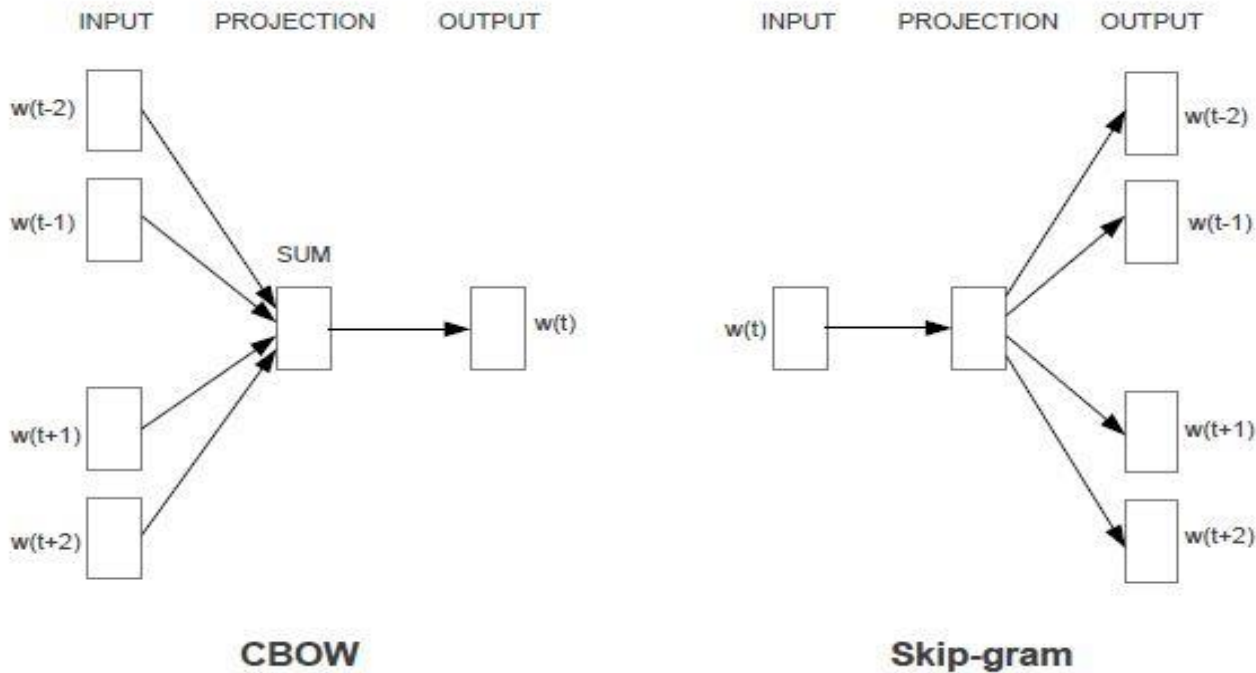 INPUT PROJECTION OUTPUT
w(t-2)
w(t-1)
SUM
w(t)
w(t+1)
w(t+2)
CBOW
INPUT PROJECTION OUTPUT
w(t-2)
w(t-1)
w(t)
w(t+1)
w(t+2)
Skip-gram